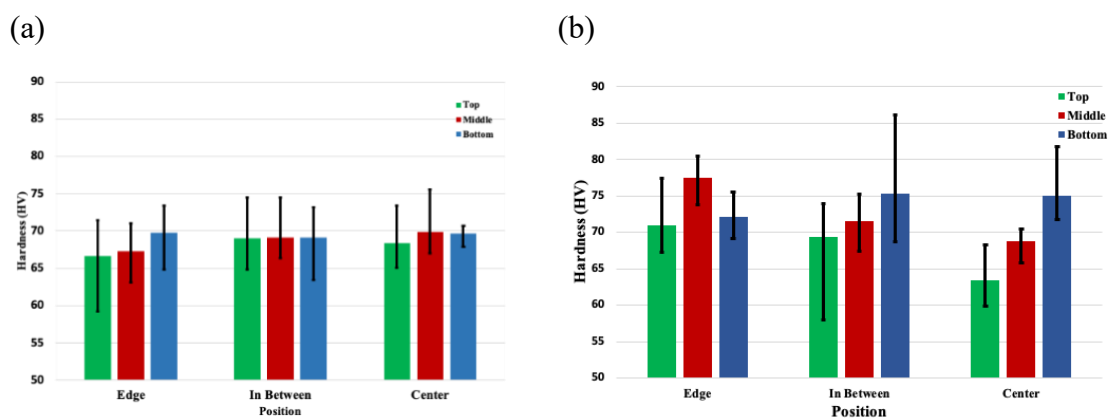 (a)
90
85
80
75
70
65
60
55
50
Hardness (HV)
Top
Middle
Bottom
Edge
In Between
Center
Position
(b)
90
85
80
75
70
65
60
55
50
Hardness (HV)
Top
Middle
Bottom
Edge
In Between
Center
Position